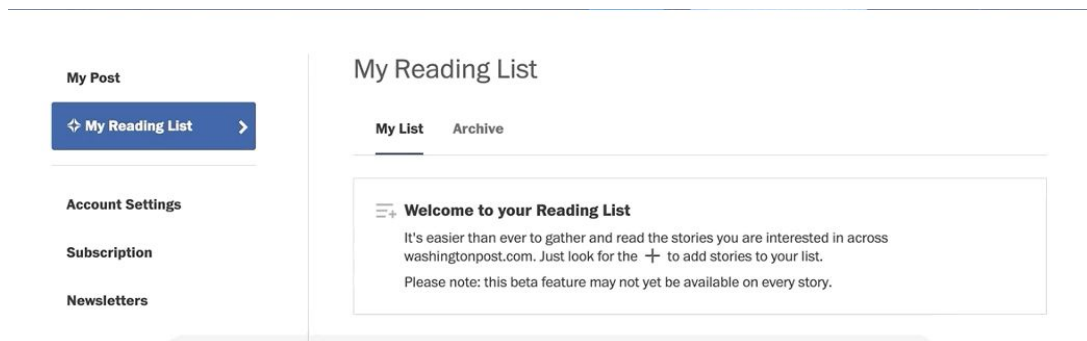 My Post
My Reading List
Account Settings
Subscription
Newsletters
My Reading List
My List Archive
Welcome to your Reading List
It's easier than ever to gather and read the stories you are interested in across
washingtonpost.com. Just look for the + to add stories to your list.
Please note: this beta feature may not yet be available on every story.